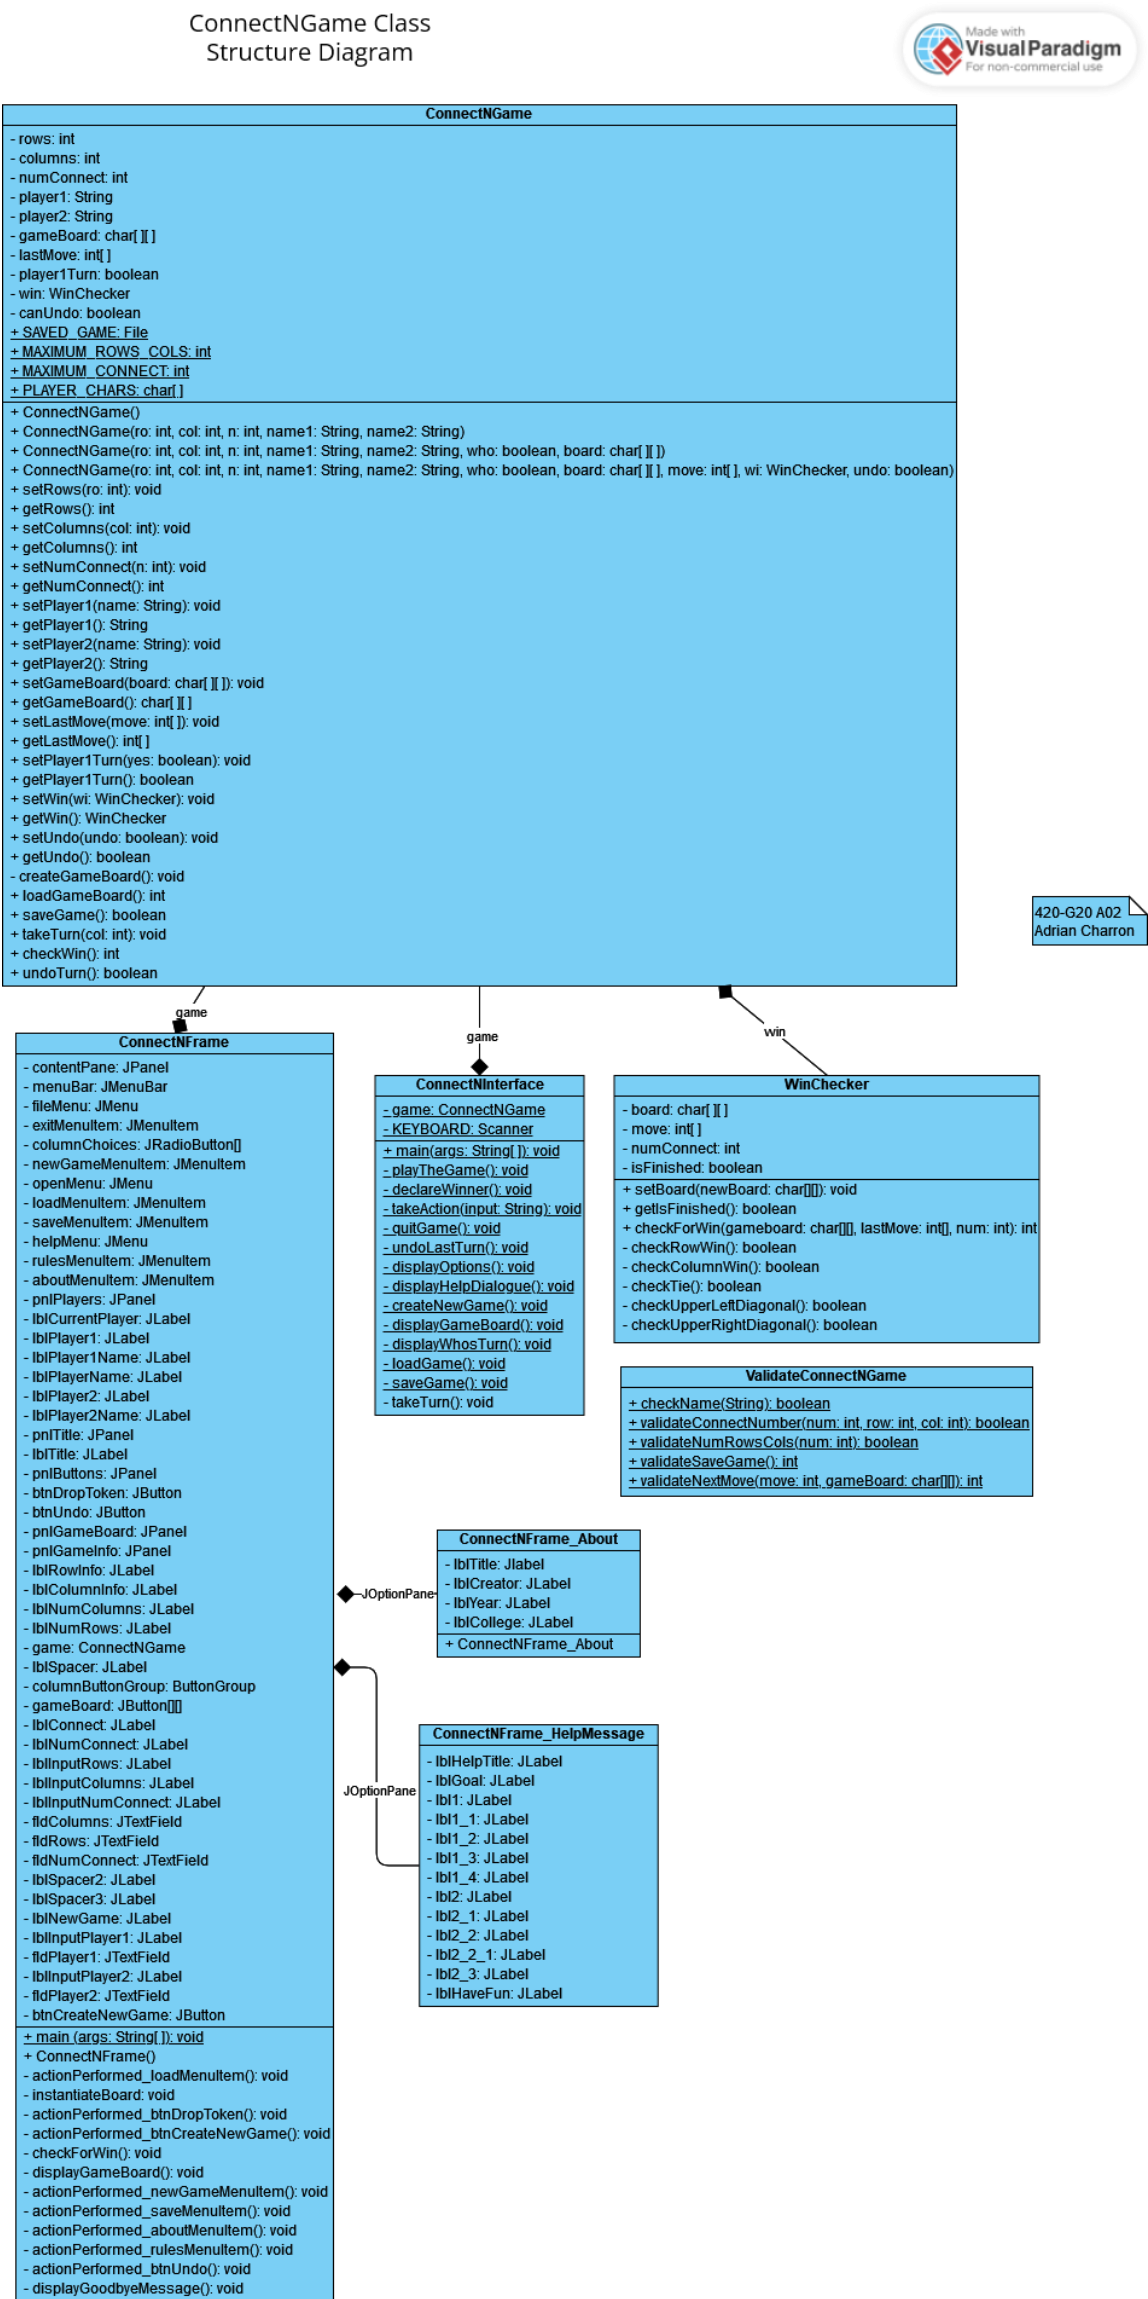 ConnectNGame Class
Structure Diagram
Made with
Visual Paradigm
For non-commercial use
ConnectNGame
- rows: int
- columns: int
- numConnect: int
- player1: String
- player2: String
- gameBoard: char[ ][ ]
- lastMove: int[ ]
- player1Turn: boolean
- win: WinChecker
- canUndo: boolean
+ SAVED_GAME: File
+ MAXIMUM_ROWS_COLS: int
+ MAXIMUM_CONNECT: int
+ PLAYER_CHARS: char[ ]
+ ConnectNGame()
+ ConnectNGame(ro: int, col: int, n: int, name1: String, name2: String)
+ ConnectNGame(ro: int, col: int, n: int, name1: String, name2: String, who: boolean, board: char[ ][ ])
+ ConnectNGame(ro: int, col: int, n: int, name1: String, name2: String, who: boolean, board: char[ ][ ], move: int[ ], wi: WinChecker, undo: boolean)
+ setRows(ro: int): void
+ getRows(): int
+ setColumns(col: int): void
+ getColumns(): int
+ setNumConnect(n: int): void
+ getNumConnect(): int
+ setPlayer1(name: String): void
+ getPlayer1(): String
+ setPlayer2(name: String): void
+ getPlayer2(): String
+ setGameBoard(board: char[ ][ ]): void
+ getGameBoard(): char[ ][ ]
+ setLastMove(move: int[ ]): void
+ getLastMove(): int[ ]
+ setPlayer1Turn(yes: boolean): void
+ getPlayer1Turn(): boolean
+ setWin(wi: WinChecker): void
+ getWin(): WinChecker
+ setUndo(undo: boolean): void
+ getUndo(): boolean
- createGameBoard(): void
+ loadGameBoard(): int
+ saveGame(): boolean
+ takeTurn(col: int): void
+ checkWin(): int
+ undoTurn(): boolean
420-G20 A02
Adrian Charron
game
game
win
ConnectNFrame
- contentPane: JPanel
- menuBar: JMenuBar
- fileMenu: JMenu
- exitMenuItem: JMenuItem
- columnChoices: JRadioButton[]
- newGameMenuItem: JMenuItem
- openMenu: JMenu
- loadMenuItem: JMenuItem
- saveMenuItem: JMenuItem
- helpMenu: JMenu
- rulesMenuItem: JMenuItem
- aboutMenuItem: JMenuItem
- pnlPlayers: JPanel
- lblCurrentPlayer: JLabel
- lblPlayer1: JLabel
- lblPlayer1Name: JLabel
- lblPlayerName: JLabel
- lblPlayer2: JLabel
- lblPlayer2Name: JLabel
- pnlTitle: JPanel
- lblTitle: JLabel
- pnlButtons: JPanel
- btnDropToken: JButton
- btnUndo: JButton
- pnlGameBoard: JPanel
- pnlGameInfo: JPanel
- lblRowInfo: JLabel
- lblColumnInfo: JLabel
- lblNumColumns: JLabel
- lblNumRows: JLabel
- game: ConnectNGame
- lblSpacer: JLabel
- columnButtonGroup: ButtonGroup
- gameBoard: JButton[][]
- lblConnect: JLabel
- lblNumConnect: JLabel
- lblInputRows: JLabel
- lblInputColumns: JLabel
- lblInputNumConnect: JLabel
- fldColumns: JTextField
- fldRows: JTextField
- fldNumConnect: JTextField
- lblSpacer2: JLabel
- lblSpacer3: JLabel
- lblNewGame: JLabel
- lblInputPlayer1: JLabel
- fldPlayer1: JTextField
- lblInputPlayer2: JLabel
- fldPlayer2: JTextField
- btnCreateNewGame: JButton
+ main (args: String[ ]): void
+ ConnectNFrame()
- actionPerformed_loadMenuItem(): void
- instantiateBoard: void
- actionPerformed_btnDropToken(): void
- actionPerformed_btnCreateNewGame(): void
- checkForWin(): void
- displayGameBoard(): void
- actionPerformed_newGameMenuItem(): void
- actionPerformed_saveMenuItem(): void
- actionPerformed_aboutMenuItem(): void
- actionPerformed_rulesMenuItem(): void
- actionPerformed_btnUndo(): void
- displayGoodbyeMessage(): void
ConnectNInterface
- game: ConnectNGame
- KEYBOARD: Scanner
+ main(args: String[ ]): void
- playTheGame(): void
- declareWinner(): void
- takeAction(input: String): void
- quitGame(): void
- undoLastTurn(): void
- displayOptions(): void
- displayHelpDialogue(): void
- createNewGame(): void
- displayGameBoard(): void
- displayWhosTurn(): void
- loadGame(): void
- saveGame(): void
- takeTurn(): void
WinChecker
- board: char[ ][ ]
- move: int[ ]
- numConnect: int
- isFinished: boolean
+ setBoard(newBoard: char[][]): void
+ getIsFinished(): boolean
+ checkForWin(gameboard: char[][], lastMove: int[], num: int): int
- checkRowWin(): boolean
- checkColumnWin(): boolean
- checkTie(): boolean
- checkUpperLeftDiagonal(): boolean
- checkUpperRightDiagonal(): boolean
ValidateConnectNGame
+ checkName(String): boolean
+ validateConnectNumber(num: int, row: int, col: int): boolean
+ validateNumRowsCols(num: int): boolean
+ validateSaveGame(): int
+ validateNextMove(move: int, gameBoard: char[][]): int
JOptionPane
ConnectNFrame_About
- lblTitle: Jlabel
- lblCreator: JLabel
- lblYear: JLabel
- lblCollege: JLabel
+ ConnectNFrame_About
JOptionPane
ConnectNFrame_HelpMessage
- lblHelpTitle: JLabel
- lblGoal: JLabel
- lbl1: JLabel
- lbl1_1: JLabel
- lbl1_2: JLabel
- lbl1_3: JLabel
- lbl1_4: JLabel
- lbl2: JLabel
- lbl2_1: JLabel
- lbl2_2: JLabel
- lbl2_2_1: JLabel
- lbl2_3: JLabel
- lblHaveFun: JLabel